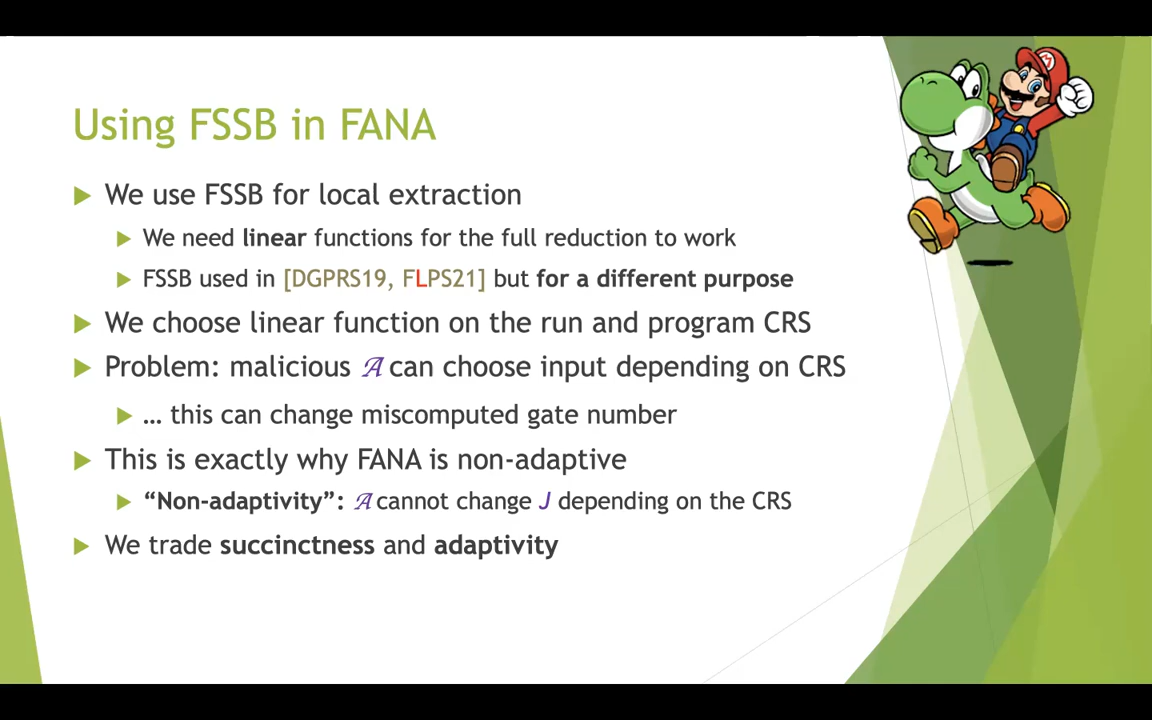 Using FSSB in FANA
We use FSSB for local extraction
We need linear functions for the full reduction to work
FSSB used in [DGPRS19, FLPS21] but for a different purpose
We choose linear function on the run and program CRS
Problem: malicious 𝒜 can choose input depending on CRS
… this can change miscomputed gate number
This is exactly why FANA is non-adaptive
“Non-adaptivity”: 𝒜 cannot change J depending on the CRS
We trade succinctness and adaptivity
M